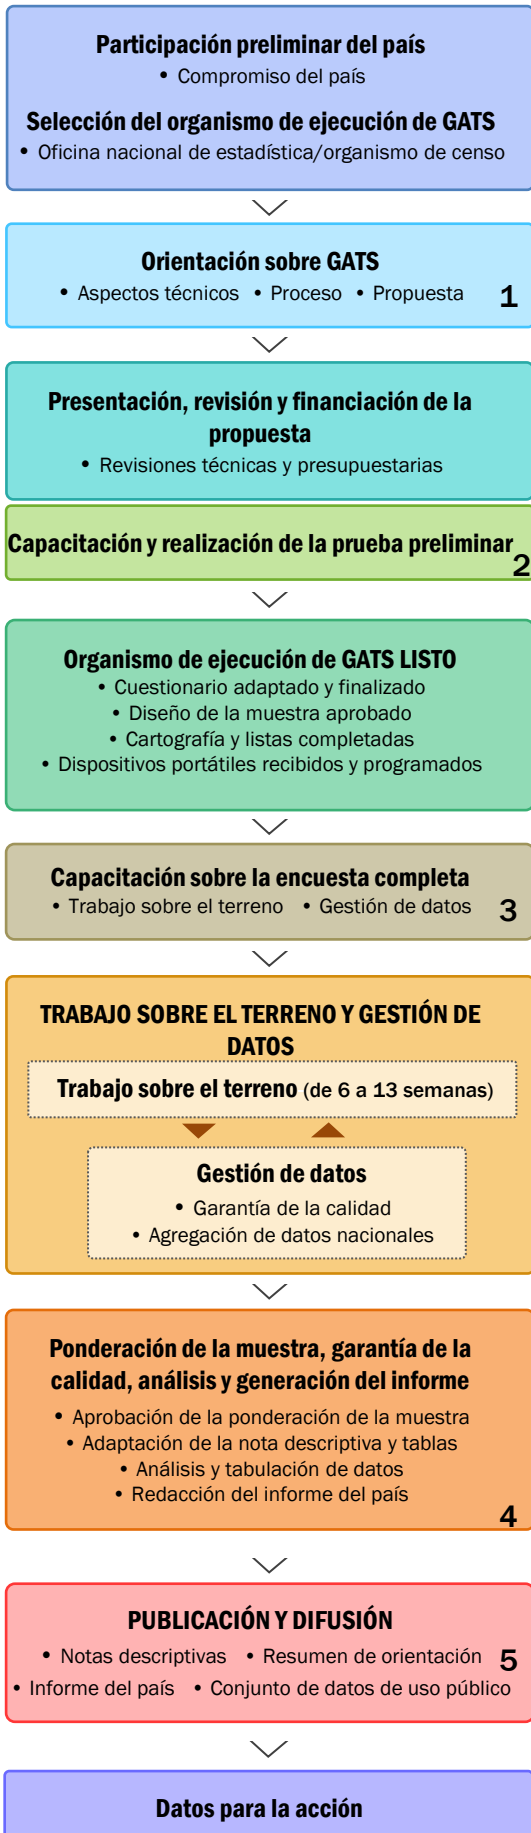 Participación preliminar del país
• Compromiso del país
Selección del organismo de ejecución de GATS
• Oficina nacional de estadística/organismo de censo
Orientación sobre GATS
• Aspectos técnicos • Proceso • Propuesta 1
Presentación, revisión y financiación de la
propuesta
• Revisiones técnicas y presupuestarias
Capacitación y realización de la prueba preliminar
2
Organismo de ejecución de GATS LISTO
• Cuestionario adaptado y finalizado
• Diseño de la muestra aprobado
• Cartografía y listas completadas
• Dispositivos portátiles recibidos y programados
Capacitación sobre la encuesta completa
• Trabajo sobre el terreno • Gestión de datos 3
TRABAJO SOBRE EL TERRENO Y GESTIÓN DE
DATOS
Trabajo sobre el terreno (de 6 a 13 semanas)
Gestión de datos
• Garantía de la calidad
• Agregación de datos nacionales
Ponderación de la muestra, garantía de la
calidad, análisis y generación del informe
• Aprobación de la ponderación de la muestra
• Adaptación de la nota descriptiva y tablas
• Análisis y tabulación de datos
• Redacción del informe del país
4
PUBLICACIÓN Y DIFUSIÓN
• Notas descriptivas • Resumen de orientación 5
• Informe del país • Conjunto de datos de uso público
Datos para la acción